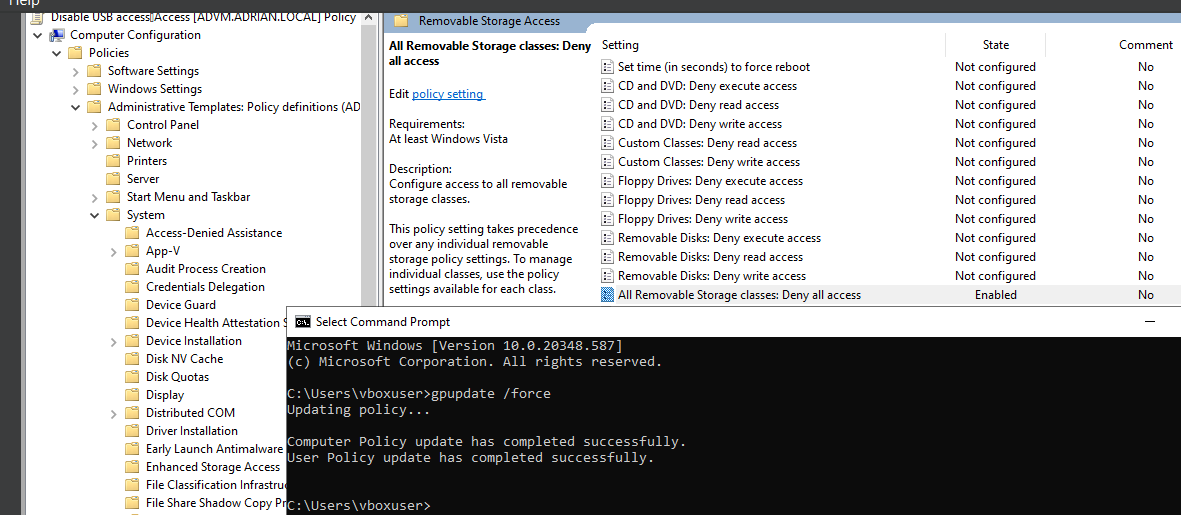 Help
Disable USB access Access [ADVM.ADRIAN.LOCAL] Policy
Computer Configuration
Policies
Software Settings
Windows Settings
Administrative Templates: Policy definitions (AD
Control Panel
Network
Printers
Server
Start Menu and Taskbar
System
Access-Denied Assistance
App-V
Audit Process Creation
Credentials Delegation
Device Guard
Device Health Attestation S
Device Installation
Disk NV Cache
Disk Quotas
Display
Distributed COM
Driver Installation
Early Launch Antimalware
Enhanced Storage Access
File Classification Infrastru
File Share Shadow Copy Pr
Removable Storage Access
All Removable Storage classes: Deny
all access
Edit policy setting
Requirements:
At least Windows Vista
Description:
Configure access to all removable
storage classes.
This policy setting takes precedence
over any individual removable
storage policy settings. To manage
individual classes, use the policy
settings available for each class.
Setting State Comment
Set time (in seconds) to force reboot Not configured No
CD and DVD: Deny execute access Not configured No
CD and DVD: Deny read access Not configured No
CD and DVD: Deny write access Not configured No
Custom Classes: Deny read access Not configured No
Custom Classes: Deny write access Not configured No
Floppy Drives: Deny execute access Not configured No
Floppy Drives: Deny read access Not configured No
Floppy Drives: Deny write access Not configured No
Removable Disks: Deny execute access Not configured No
Removable Disks: Deny read access Not configured No
Removable Disks: Deny write access Not configured No
All Removable Storage classes: Deny all access Enabled No
Select Command Prompt
Microsoft Windows [Version 10.0.20348.587]
(c) Microsoft Corporation. All rights reserved.
C:\Users\vboxuser>gpupdate /force
Updating policy...
Computer Policy update has completed successfully.
User Policy update has completed successfully.
C:\Users\vboxuser>